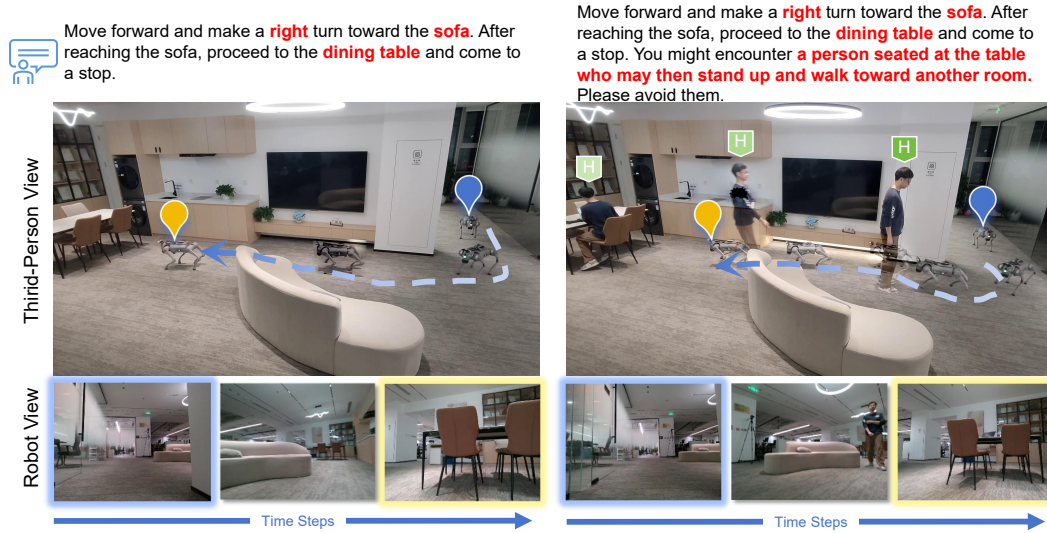 Move forward and make a right turn toward the sofa. After
reaching the sofa, proceed to the dining table and come to
a stop.
Move forward and make a right turn toward the sofa. After
reaching the sofa, proceed to the dining table and come to
a stop. You might encounter a person seated at the table
who may then stand up and walk toward another room.
Please avoid them.
Thirid-Person View
H
H
H
Robot View
Time Steps
Time Steps